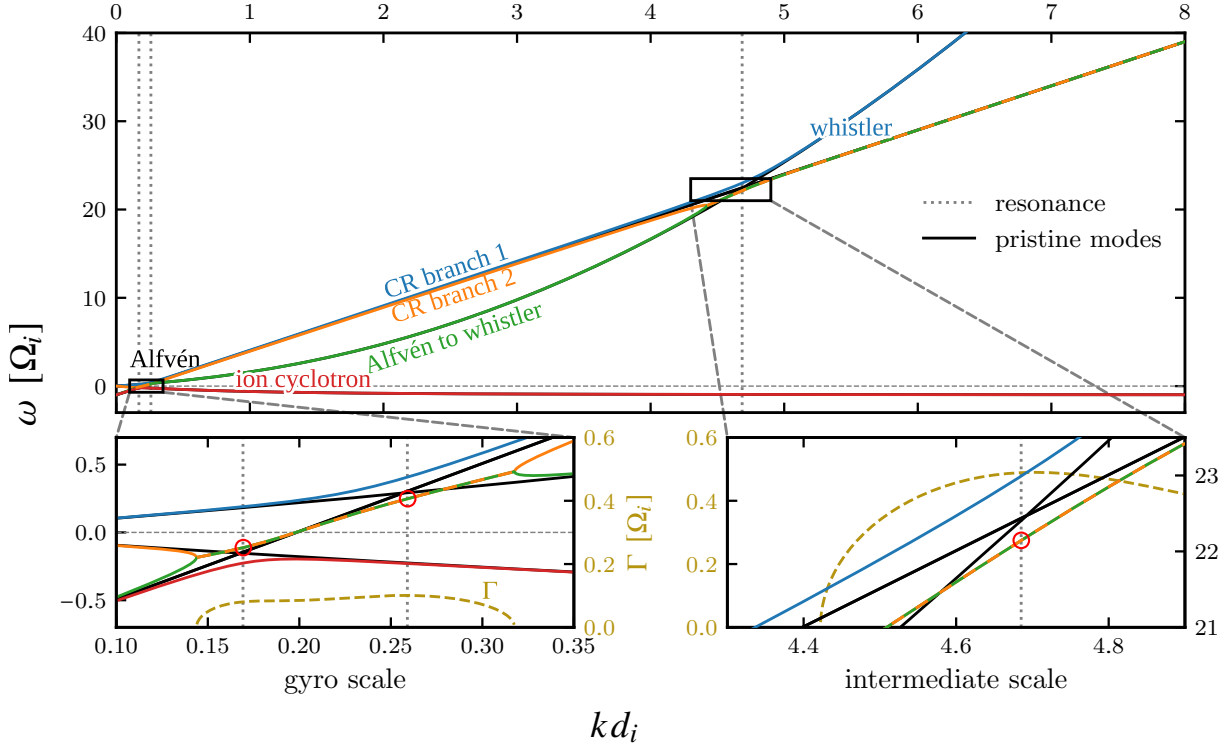 0 1 2 3 4 5 6 7 8
40
30
20
10
0
ω [Ω_i]
whistler
resonance
pristine modes
CR branch 1
CR branch 2
Alfvén to whistler
Alfvén
ion cyclotron
0.5
0.0
−0.5
0.10 0.15 0.20 0.25 0.30 0.35
gyro scale
Γ
0.6
0.4
0.2
0.0
Γ [Ω_i]
0.6
0.4
0.2
0.0
23
22
21
4.4 4.6 4.8
intermediate scale
k d_i